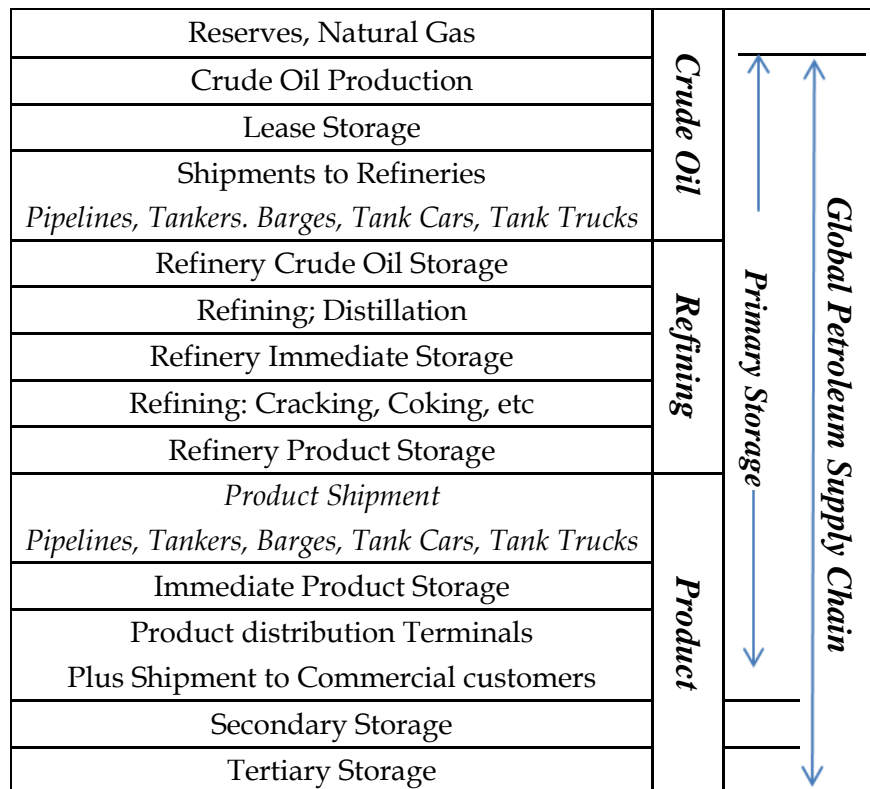 Reserves, Natural Gas
Crude Oil Production
Lease Storage
Shipments to Refineries
Pipelines, Tankers. Barges, Tank Cars, Tank Trucks
Crude Oil
Refinery Crude Oil Storage
Refining; Distillation
Refinery Immediate Storage
Refining: Cracking, Coking, etc
Refinery Product Storage
Refining
Product Shipment
Pipelines, Tankers, Barges, Tank Cars, Tank Trucks
Immediate Product Storage
Product distribution Terminals
Plus Shipment to Commercial customers
Secondary Storage
Tertiary Storage
Product
Primary Storage
Global Petroleum Supply Chain